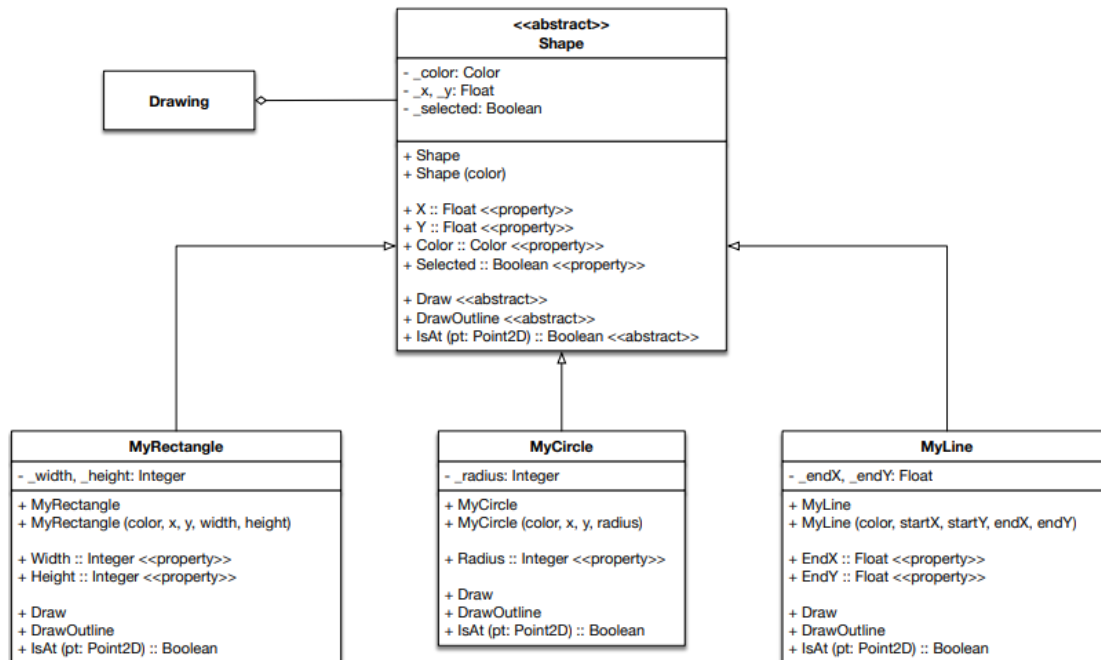 <<abstract>>
Shape
- _color: Color
- _x, _y: Float
- _selected: Boolean
+ Shape
+ Shape (color)
+ X :: Float <<property>>
+ Y :: Float <<property>>
+ Color :: Color <<property>>
+ Selected :: Boolean <<property>>
+ Draw <<abstract>>
+ DrawOutline <<abstract>>
+ IsAt (pt: Point2D) :: Boolean <<abstract>>
Drawing
MyRectangle
- _width, _height: Integer
+ MyRectangle
+ MyRectangle (color, x, y, width, height)
+ Width :: Integer <<property>>
+ Height :: Integer <<property>>
+ Draw
+ DrawOutline
+ IsAt (pt: Point2D) :: Boolean
MyCircle
- _radius: Integer
+ MyCircle
+ MyCircle (color, x, y, radius)
+ Radius :: Integer <<property>>
+ Draw
+ DrawOutline
+ IsAt (pt: Point2D) :: Boolean
MyLine
- _endX, _endY: Float
+ MyLine
+ MyLine (color, startX, startY, endX, endY)
+ EndX :: Float <<property>>
+ EndY :: Float <<property>>
+ Draw
+ DrawOutline
+ IsAt (pt: Point2D) :: Boolean